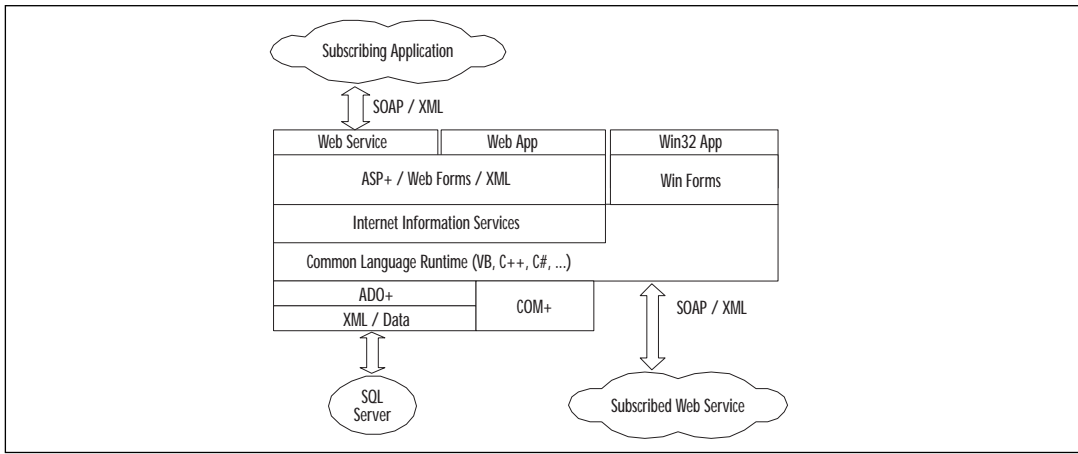 Subscribing Application
SOAP / XML
Web Service
Web App
Win32 App
ASP+ / Web Forms / XML
Win Forms
Internet Information Services
Common Language Runtime (VB, C++, C#, ...)
ADO+
COM+
SOAP / XML
XML / Data
SQL
Server
Subscribed Web Service